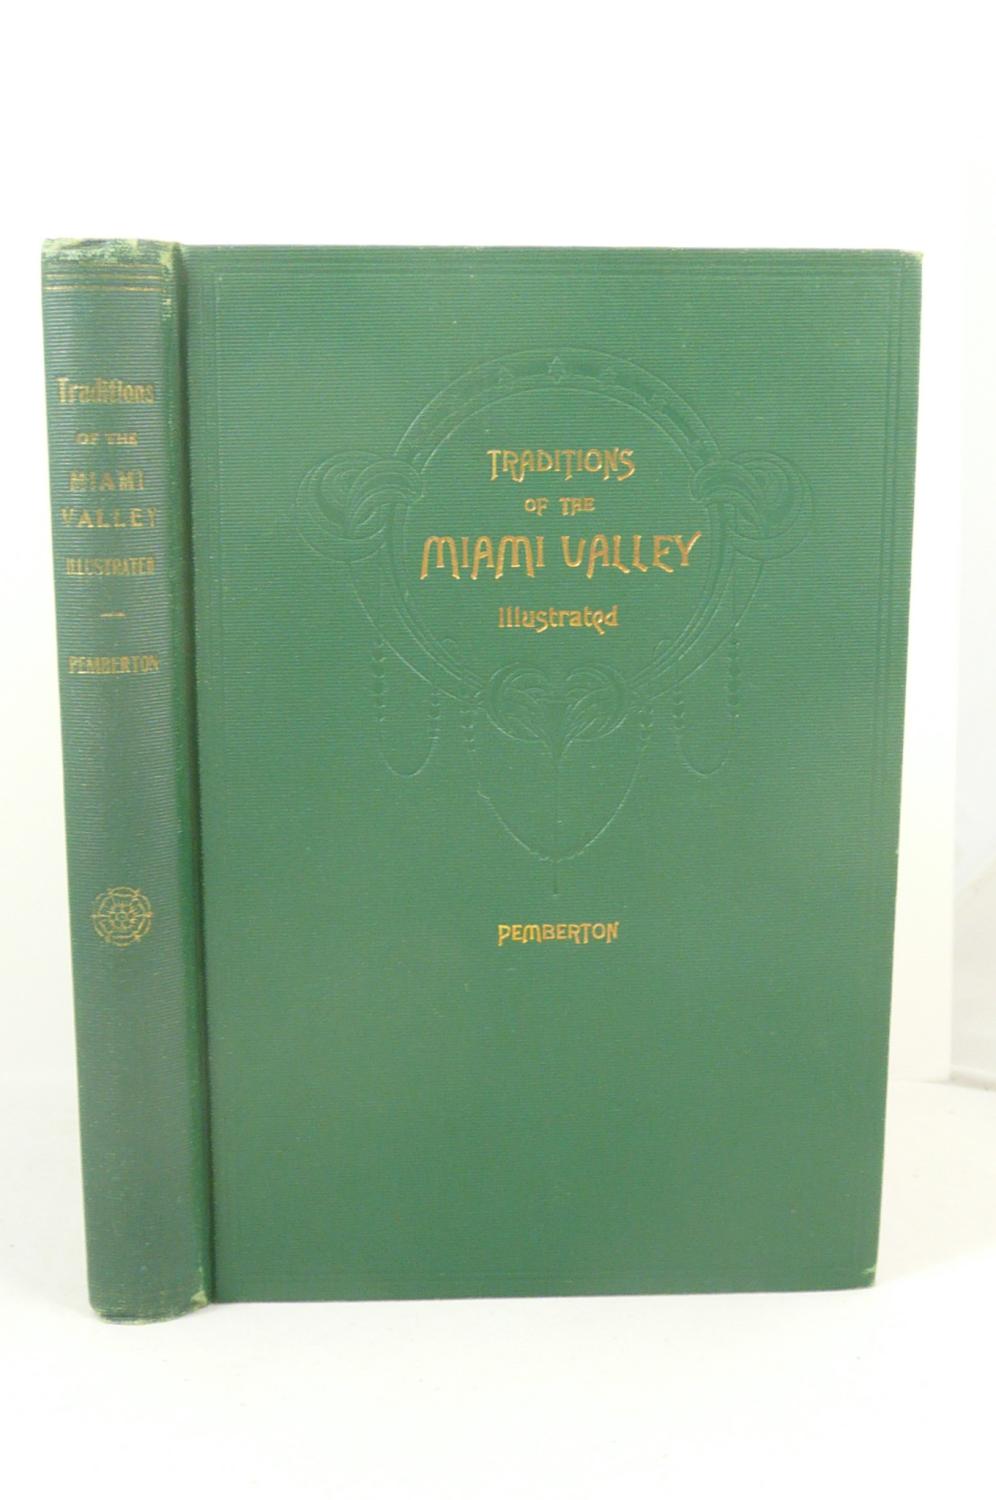 Traditions
OF THE
MIAMI
VALLEY
ILLUSTRATED
PEMBERTON
TRADITIONS
OF THE
MIAMI VALLEY
Illustrated
PEMBERTON